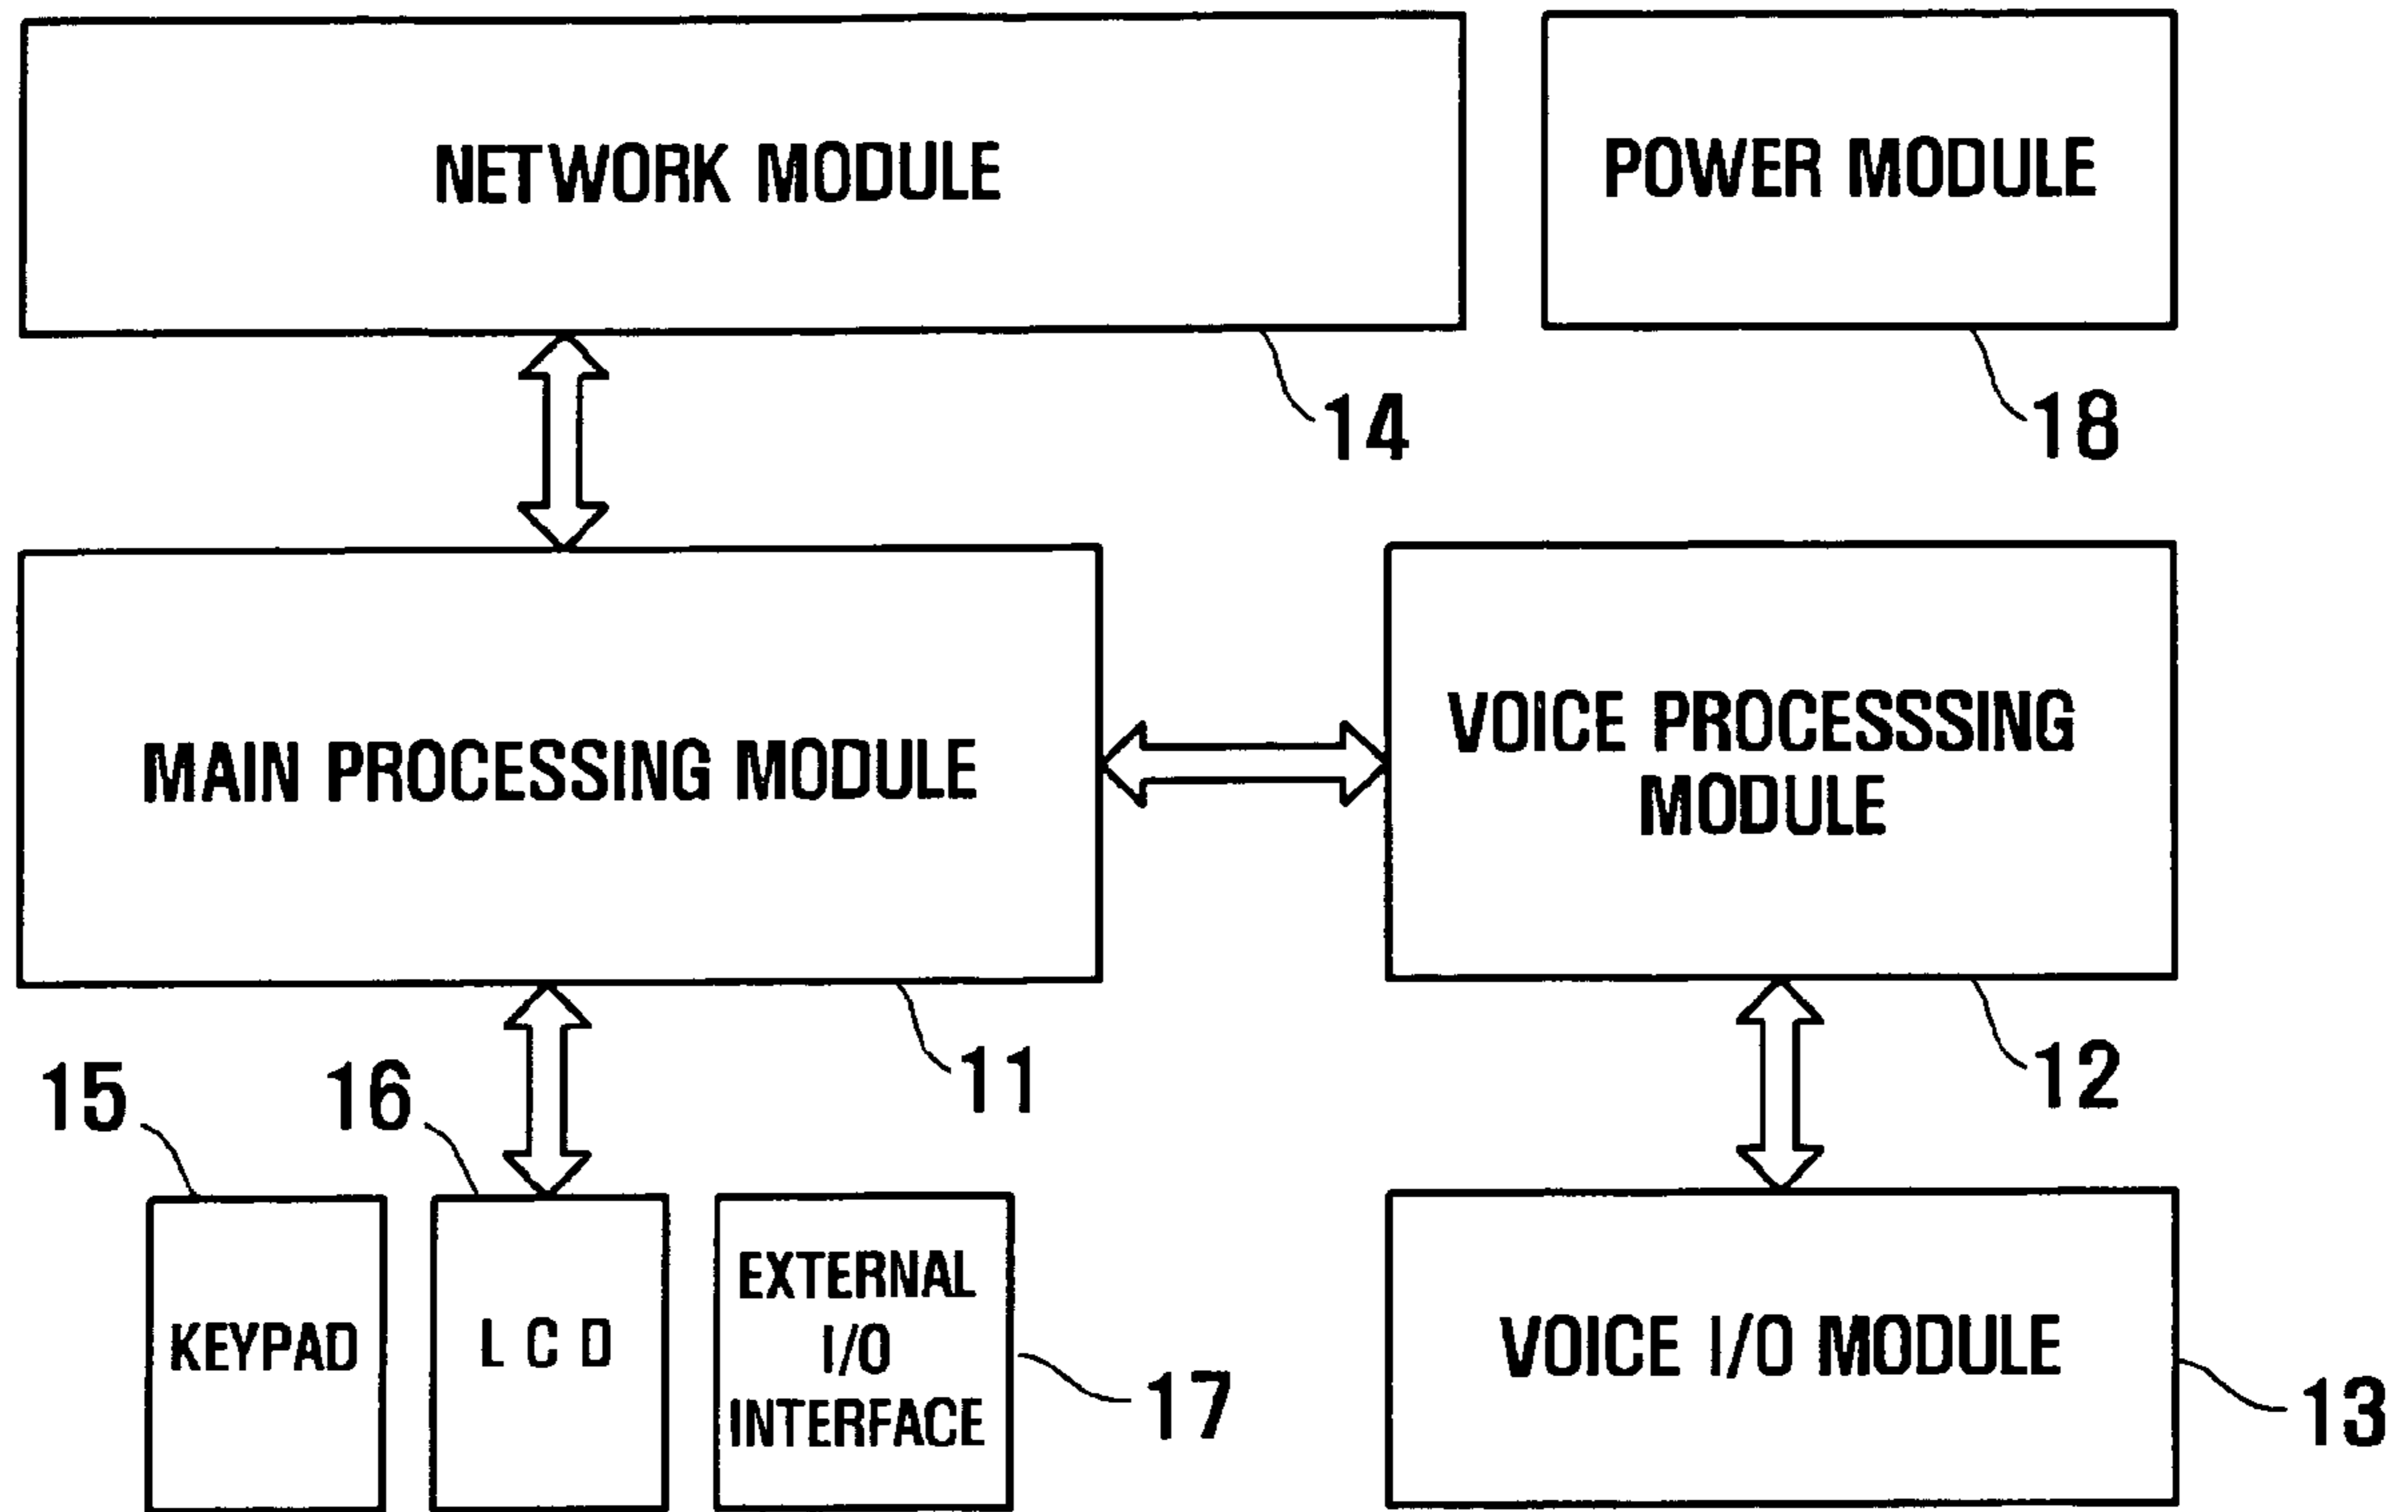 NETWORK MODULE
POWER MODULE
14
18
MAIN PROCESSING MODULE
VOICE PROCESSSING
MODULE
11
12
15
16
KEYPAD
L C D
EXTERNAL
I/O
INTERFACE
17
VOICE I/O MODULE
13